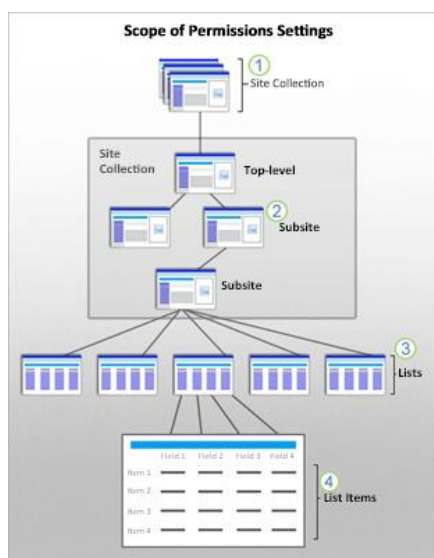 Scope of Permissions Settings
1
Site Collection
Site
Collection
Top-level
2
Subsite
Subsite
3
Lists
Field 1 Field 2 Field 3 Field 4
4
Item 1
List Items
Item 2
Item 3
Item 4